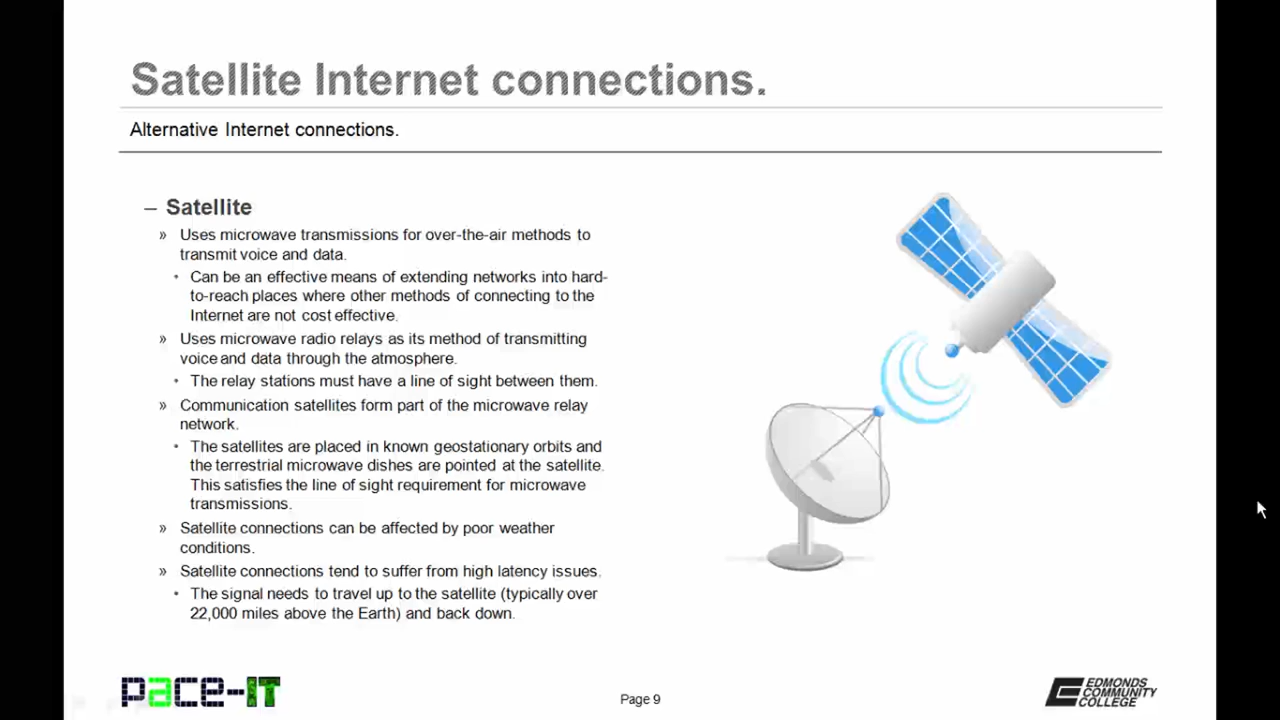 Satellite Internet connections.
Alternative Internet connections.
– Satellite
» Uses microwave transmissions for over-the-air methods to
transmit voice and data.
• Can be an effective means of extending networks into hard-
to-reach places where other methods of connecting to the
Internet are not cost effective.
» Uses microwave radio relays as its method of transmitting
voice and data through the atmosphere.
• The relay stations must have a line of sight between them.
» Communication satellites form part of the microwave relay
network.
• The satellites are placed in known geostationary orbits and
the terrestrial microwave dishes are pointed at the satellite.
This satisfies the line of sight requirement for microwave
transmissions.
» Satellite connections can be affected by poor weather
conditions.
» Satellite connections tend to suffer from high latency issues.
• The signal needs to travel up to the satellite (typically over
22,000 miles above the Earth) and back down.
pace-IT
Page 9
EDMONDS
COMMUNITY
COLLEGE